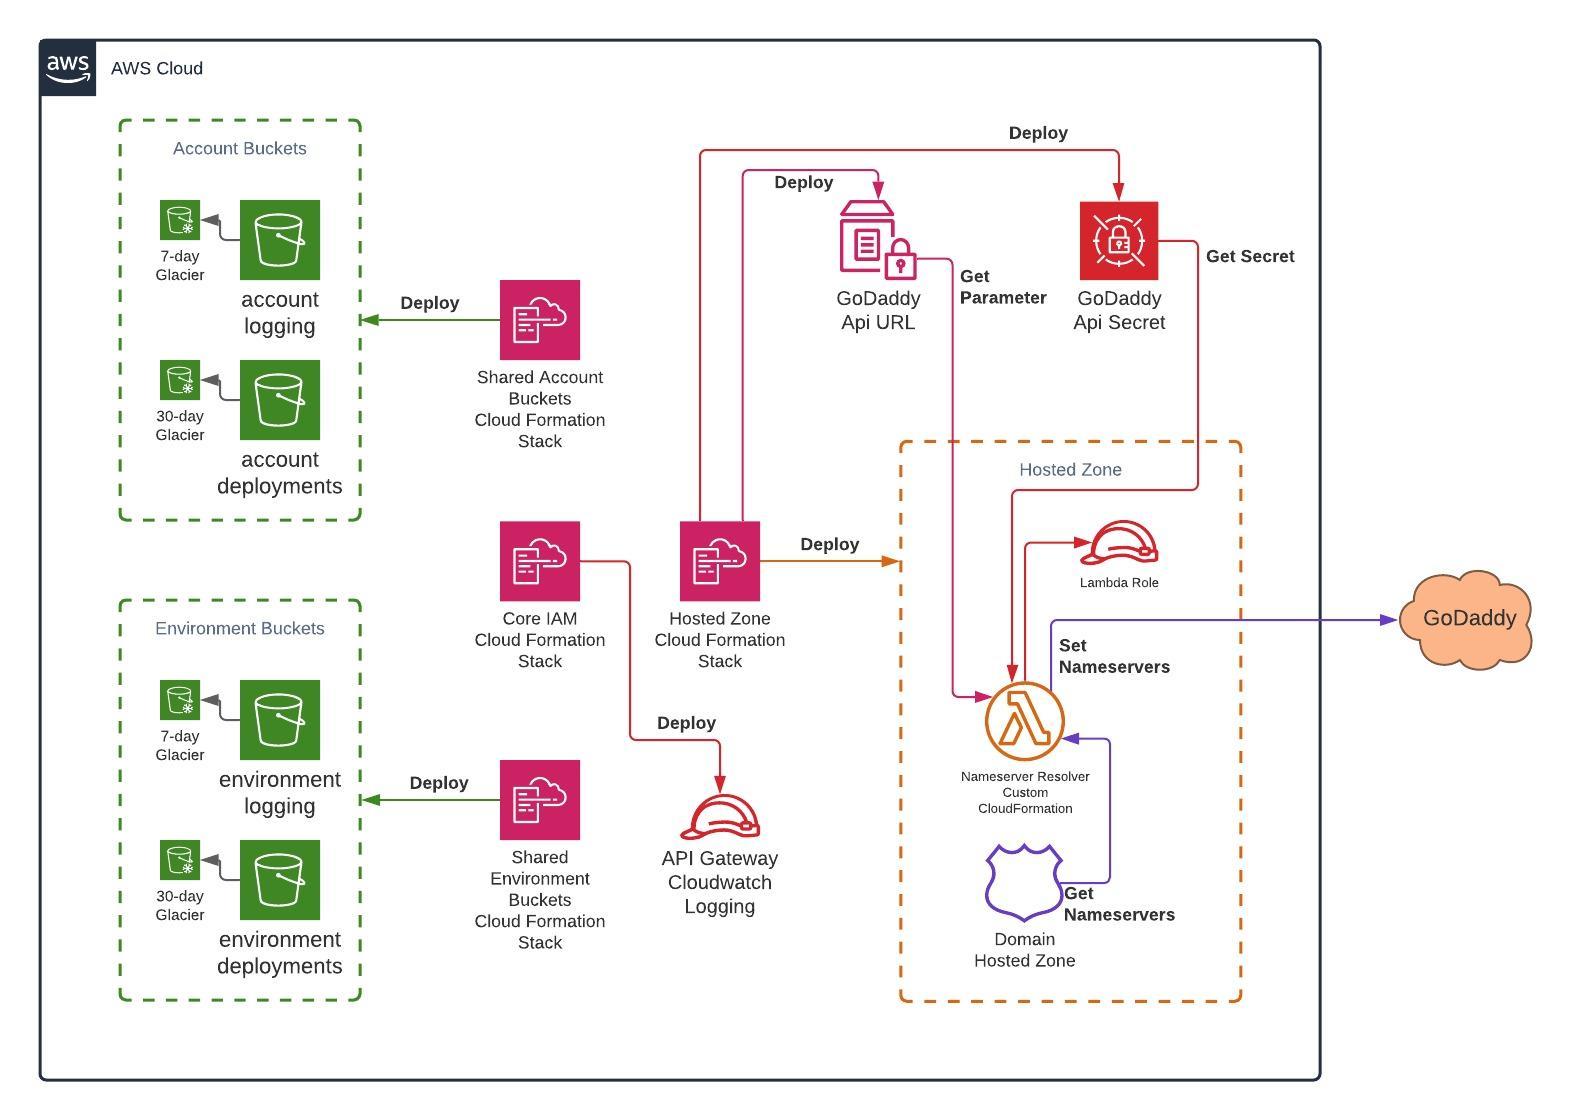 aws
AWS Cloud
Account Buckets
7-day
Glacier
account
logging
30-day
Glacier
account
deployments
Deploy
Shared Account
Buckets
Cloud Formation
Stack
Environment Buckets
7-day
Glacier
environment
logging
30-day
Glacier
environment
deployments
Deploy
Shared
Environment
Buckets
Cloud Formation
Stack
Core IAM
Cloud Formation
Stack
Deploy
API Gateway
Cloudwatch
Logging
Hosted Zone
Cloud Formation
Stack
Deploy
Deploy
Deploy
GoDaddy
Api URL
Get
Parameter
GoDaddy
Api Secret
Get Secret
Hosted Zone
Lambda Role
Set
Nameservers
Nameserver Resolver
Custom
CloudFormation
Get
Nameservers
Domain
Hosted Zone
GoDaddy